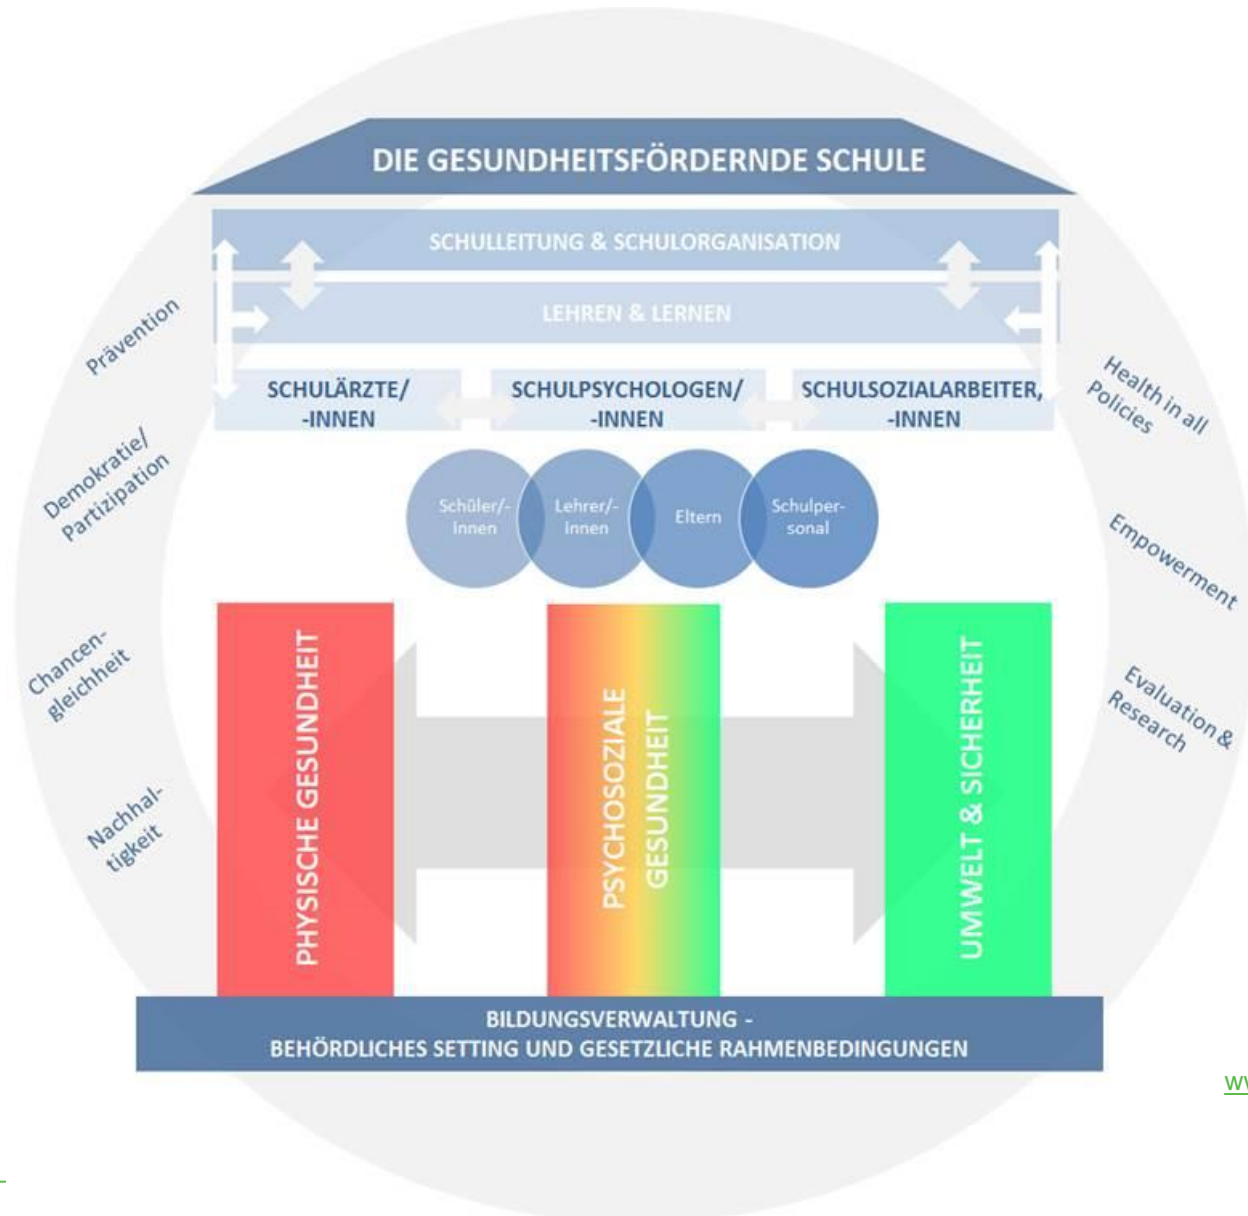 DIE GESUNDHEITSFÖRDERNDE SCHULE
SCHULLEITUNG & SCHULORGANISATION
LEHREN & LERNEN
SCHULÄRZTE/
-INNEN
SCHULPSYCHOLOGEN/
-INNEN
SCHULSOZIALARBEITER,
-INNEN
Schüler/-
Innen
Lehrer/-
Innen
Eltern
Schulper-
sonal
Prävention
Demokratie/
Partizipation
Chancen-
gleichheit
Nachhal-
tigkeit
Health in all
Policies
Empowerment
Evaluation &
Research
PHYSISCHE GESUNDHEIT
PSYCHOSOZIALE
GESUNDHEIT
UMWELT & SICHERHEIT
BILDUNGSVERWALTUNG -
BEHÖRDLICHES SETTING UND GESETZLICHE RAHMENBEDINGUNGEN